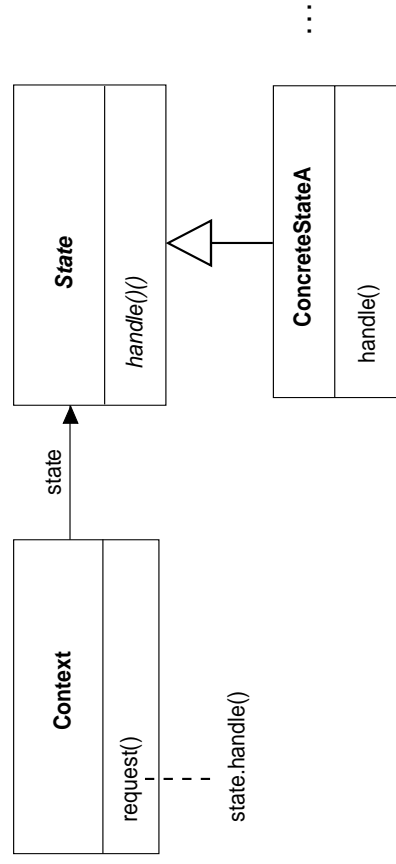 Context
request()
state.handle()
state
State
handle()()
ConcreteStateA
handle()
...